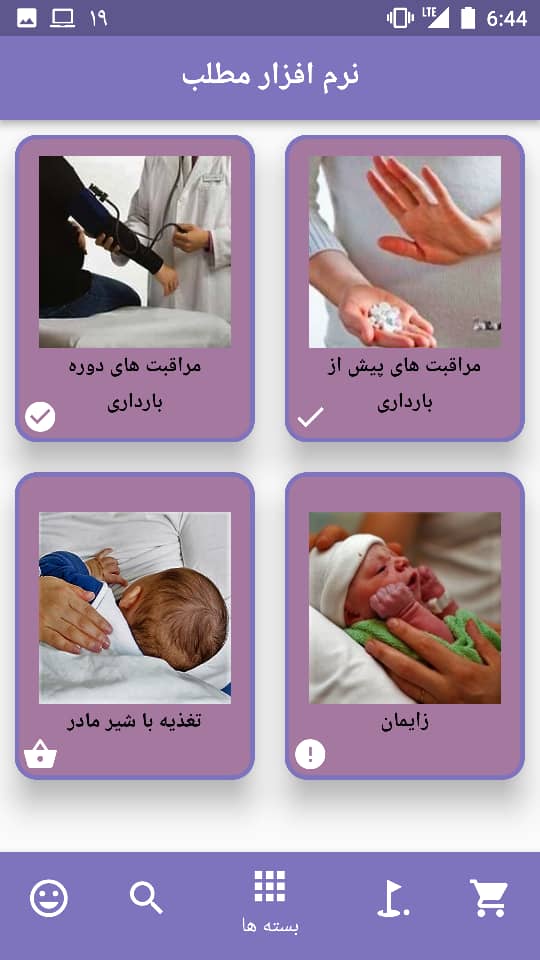 ۱۹ LTE 6:44
نرم افزار مطلب
مراقبت های پیش از
بارداری
مراقبت های دوره
بارداری
زایمان
تغذیه با شیر مادر
بسته ها